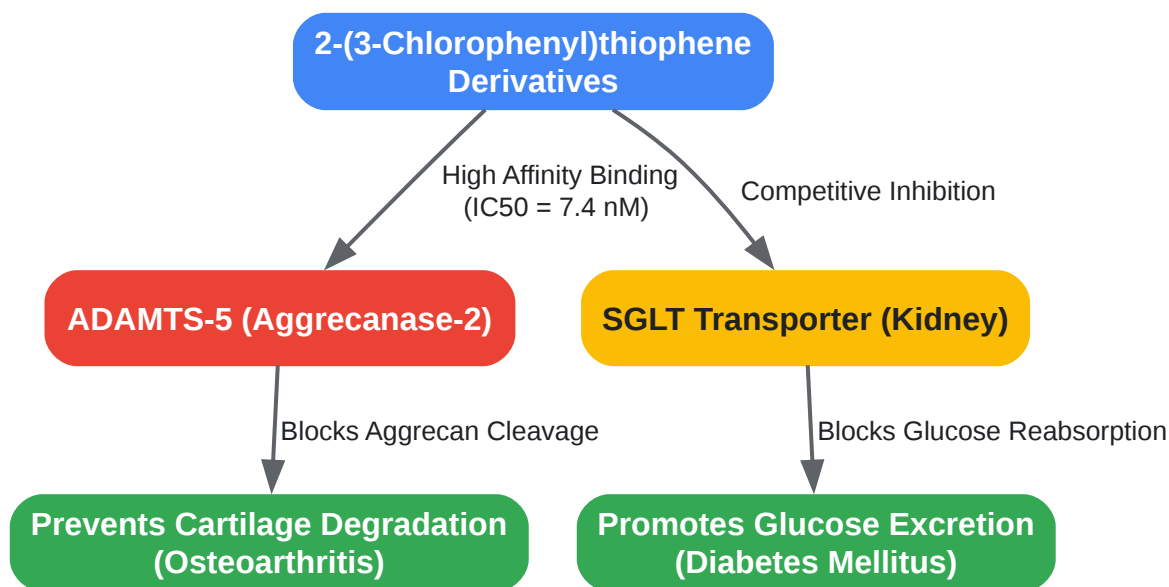 2-(3-Chlorophenyl)thiophene
Derivatives
High Affinity Binding
(IC50 = 7.4 nM)
Competitive Inhibition
ADAMTS-5 (Aggrecanase-2)
SGLT Transporter (Kidney)
Blocks Aggrecan Cleavage
Blocks Glucose Reabsorption
Prevents Cartilage Degradation
(Osteoarthritis)
Promotes Glucose Excretion
(Diabetes Mellitus)